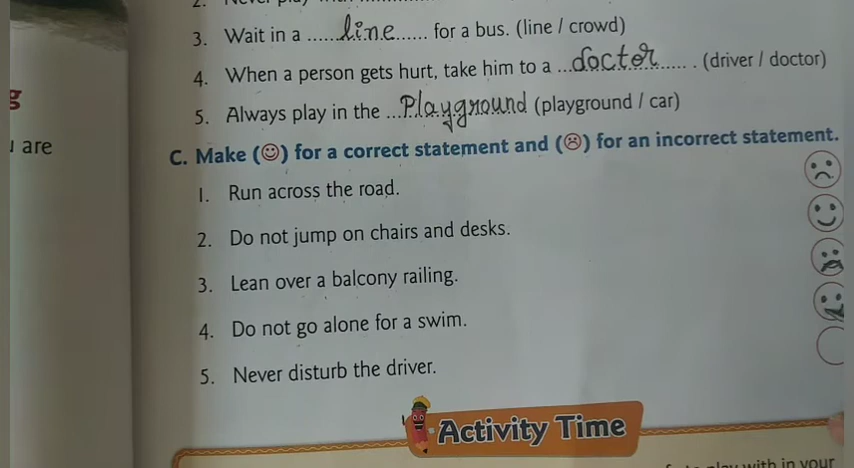 3. Wait in a ......line...... for a bus. (line / crowd)
4. When a person gets hurt, take him to a ...doctor...... . (driver / doctor)
5. Always play in the ...Playground (playground / car)
are
C. Make (☺) for a correct statement and (☹) for an incorrect statement.
1. Run across the road.
2. Do not jump on chairs and desks.
3. Lean over a balcony railing.
4. Do not go alone for a swim.
5. Never disturb the driver.
Activity Time
with in your